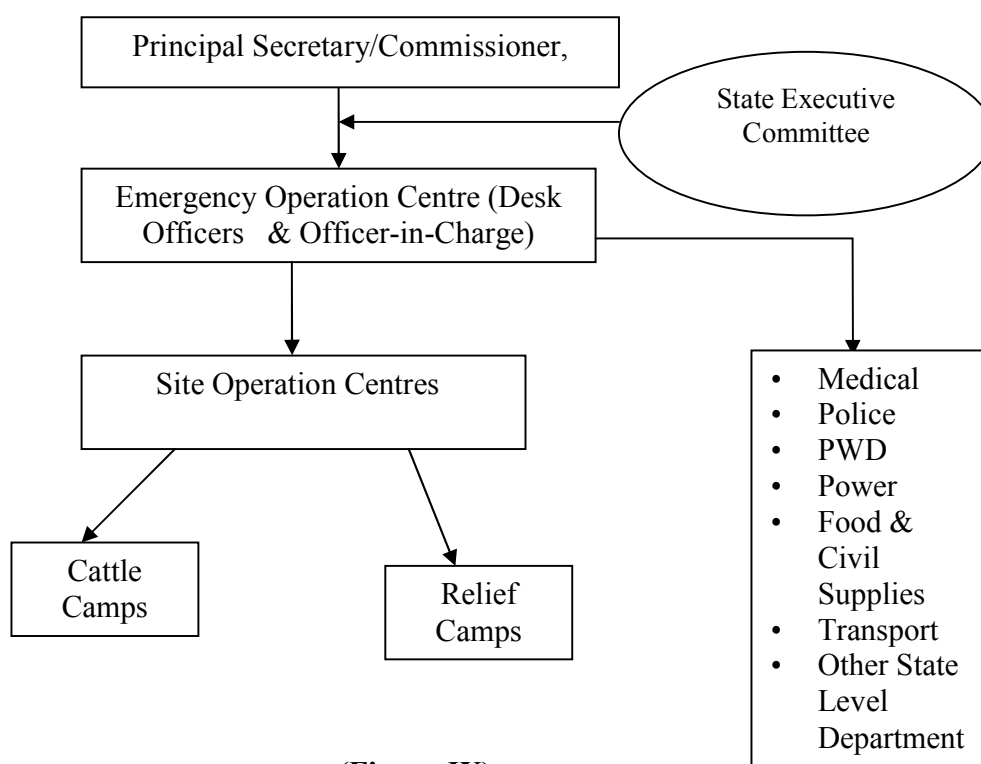 Principal Secretary/Commissioner,
State Executive
Committee
Emergency Operation Centre (Desk
Officers & Officer-in-Charge)
Site Operation Centres
Cattle
Camps
Relief
Camps
• Medical
• Police
• PWD
• Power
• Food &
Civil
Supplies
• Transport
• Other State
Level
Department